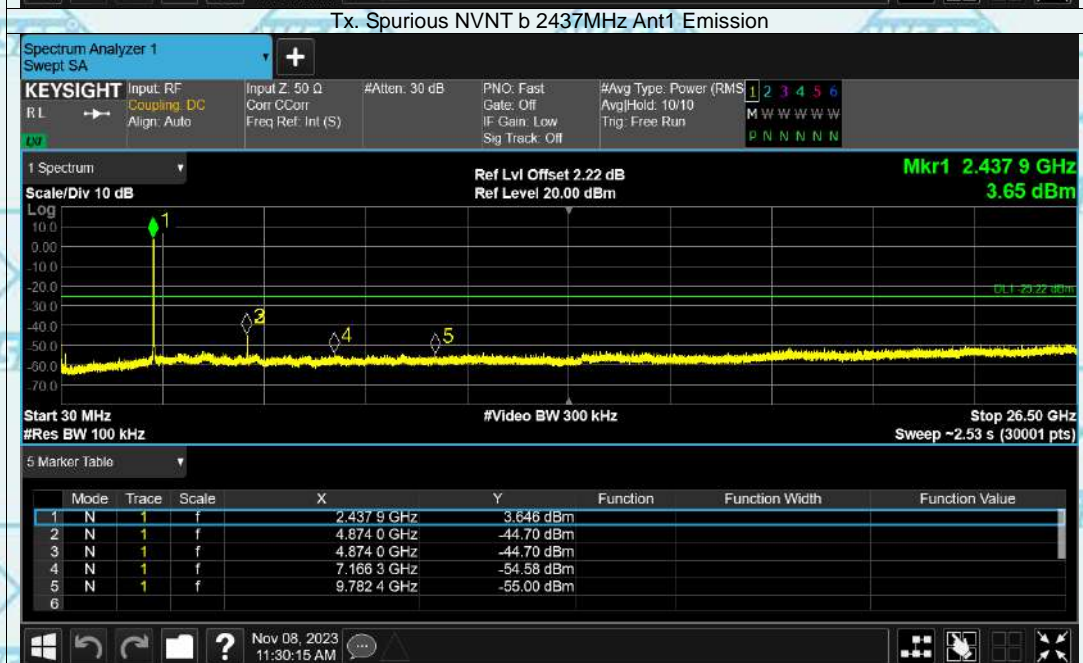 Tx. Spurious NVNT b 2437MHz Ant1 Emission
Spectrum Analyzer 1
Swept SA
+
KEYSIGHT Input: RF Input Z: 50 Ω #Atten: 30 dB PNO: Fast #Avg Type: Power (RMS 1 2 3 4 5 6
RL Coupling: DC Corr CCorr Gate: Off Avg|Hold: 10/10 M W W W W W
Align: Auto Freq Ref: Int (S) IF Gain: Low Trig: Free Run
Sig Track: Off P N N N N N
1 Spectrum Ref Lvl Offset 2.22 dB Mkr1 2.437 9 GHz
Scale/Div 10 dB Ref Level 20.00 dBm 3.65 dBm
Log
10.0 1
0.00
-10.0
-20.0 DL1 -25.22 dBm
-30.0
-40.0 3
-50.0 4 5
-60.0
-70.0
Start 30 MHz #Video BW 300 kHz Stop 26.50 GHz
#Res BW 100 kHz Sweep ~2.53 s (30001 pts)
5 Marker Table
Mode Trace Scale X Y Function Function Width Function Value
1 N 1 f 2.437 9 GHz 3.646 dBm
2 N 1 f 4.874 0 GHz -44.70 dBm
3 N 1 f 4.874 0 GHz -44.70 dBm
4 N 1 f 7.166 3 GHz -54.58 dBm
5 N 1 f 9.782 4 GHz -55.00 dBm
6
? Nov 08, 2023
11:30:15 AM